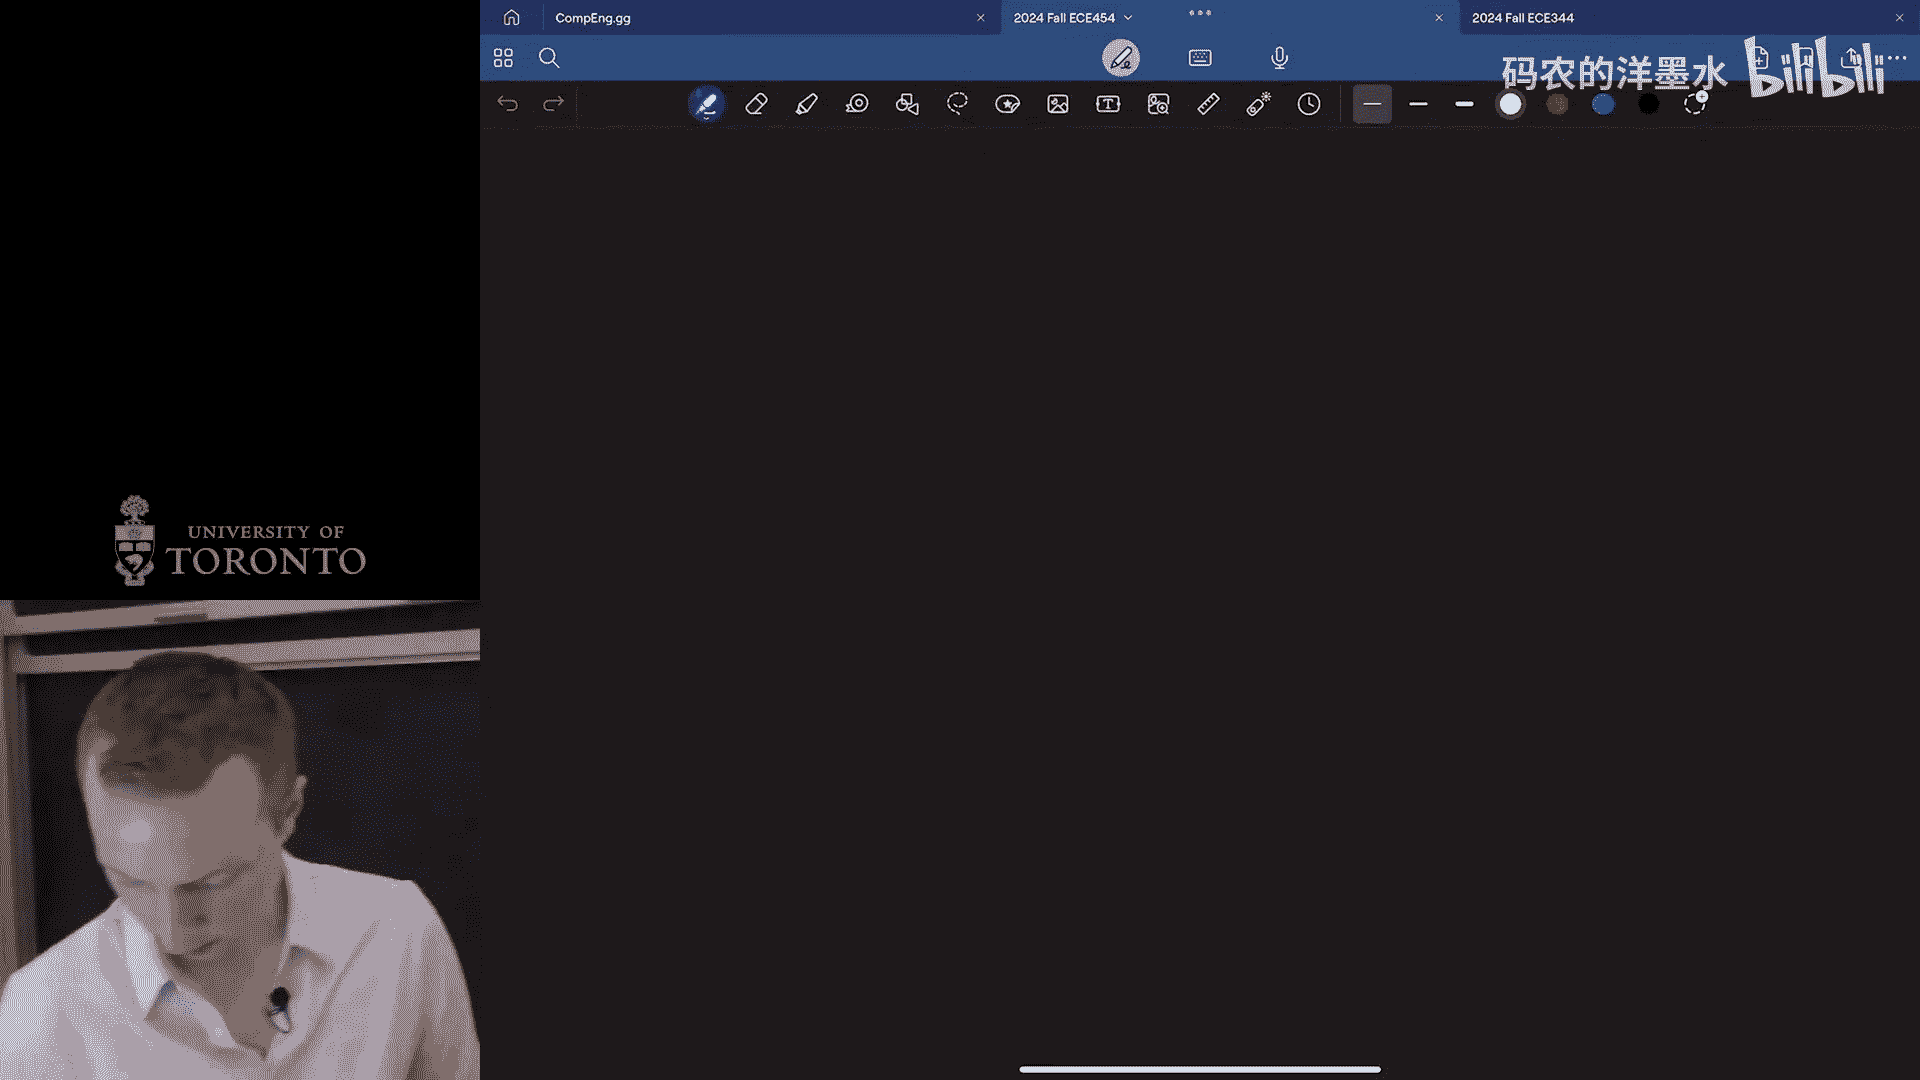 CompEng.gg
2024 Fall ECE454
2024 Fall ECE344
码农的洋墨水 bilibili
UNIVERSITY OF
TORONTO